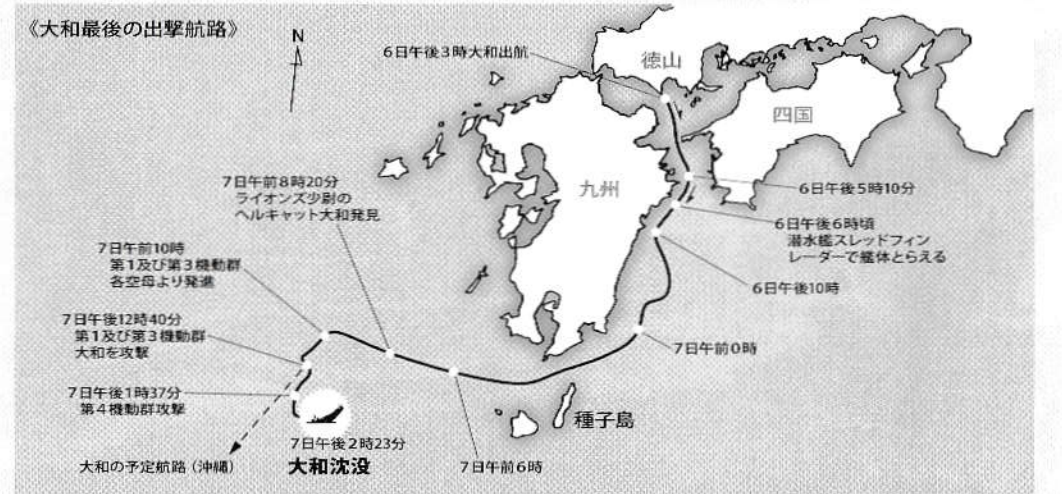 《大和最後の出撃航路》
N
6日午後3時大和出航
徳山
四国
九州
6日午後5時10分
6日午後6時頃
潜水艦スレッドフィン
レーダーで艦体とらえる
6日午後10時
7日午前0時
種子島
7日午前6時
7日午前8時20分
ライオンズ少尉の
ヘルキャット大和発見
7日午前10時
第1及び第3機動群
各空母より発進
7日午後12時40分
第1及び第3機動群
大和を攻撃
7日午後1時37分
第4機動群攻撃
7日午後2時23分
大和沈没
大和の予定航路(沖縄)